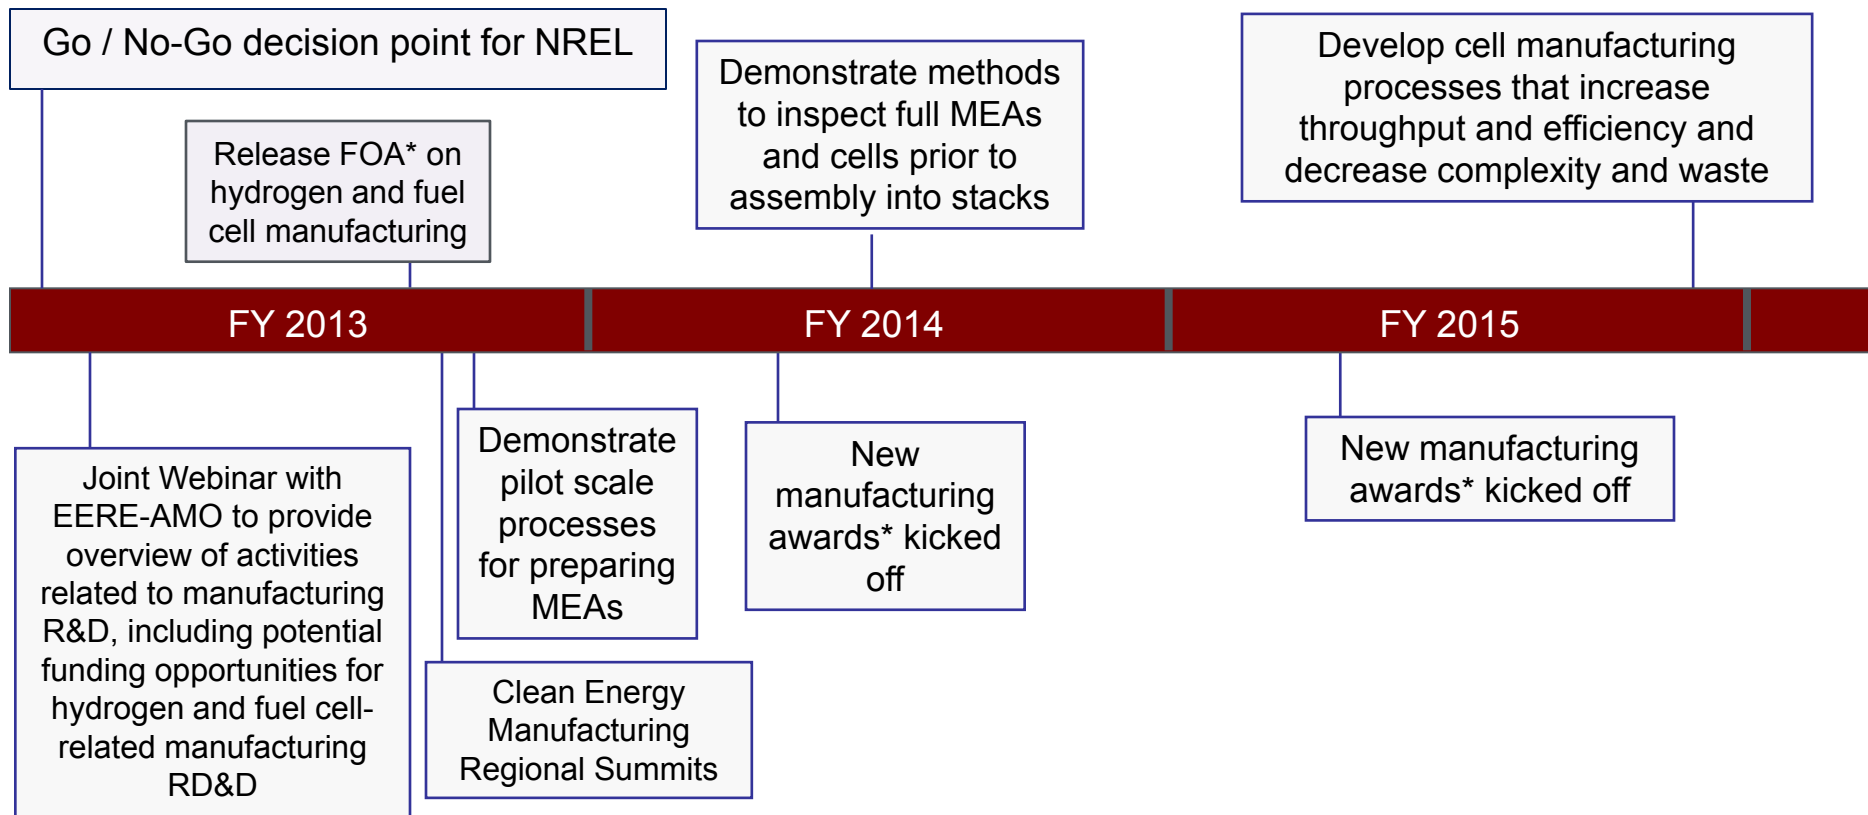 Go / No-Go decision point for NREL
Release FOA* on
hydrogen and fuel
cell manufacturing
Demonstrate methods
to inspect full MEAs
and cells prior to
assembly into stacks
Develop cell manufacturing
processes that increase
throughput and efficiency and
decrease complexity and waste
FY 2013
FY 2014
FY 2015
Joint Webinar with
EERE-AMO to provide
overview of activities
related to manufacturing
R&D, including potential
funding opportunities for
hydrogen and fuel cell-
related manufacturing
RD&D
Clean Energy
Manufacturing
Regional Summits
Demonstrate
pilot scale
processes
for preparing
MEAs
New
manufacturing
awards* kicked
off
New manufacturing
awards* kicked off